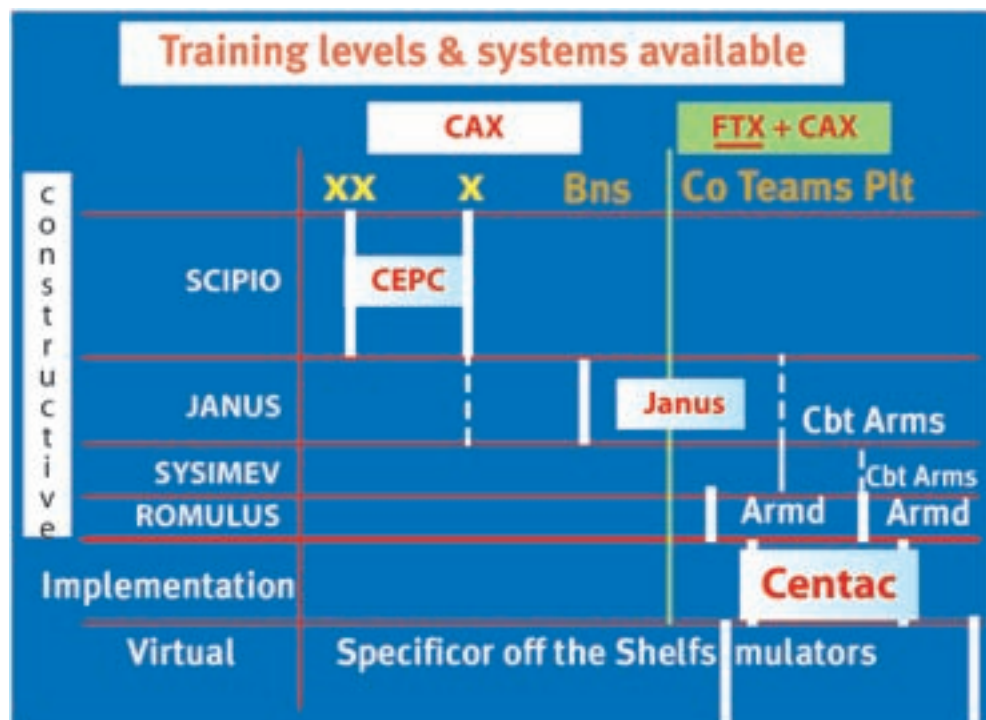 Training levels & systems available
CAX
FTX + CAX
XX X Bns Co Teams Plt
constructive
SCIPIO
CEPC
JANUS
Janus
Cbt Arms
SYSIMEV
Cbt Arms
ROMULUS
Armd Armd
Implementation
Centac
Virtual
Specificor off the Shelfs mulators